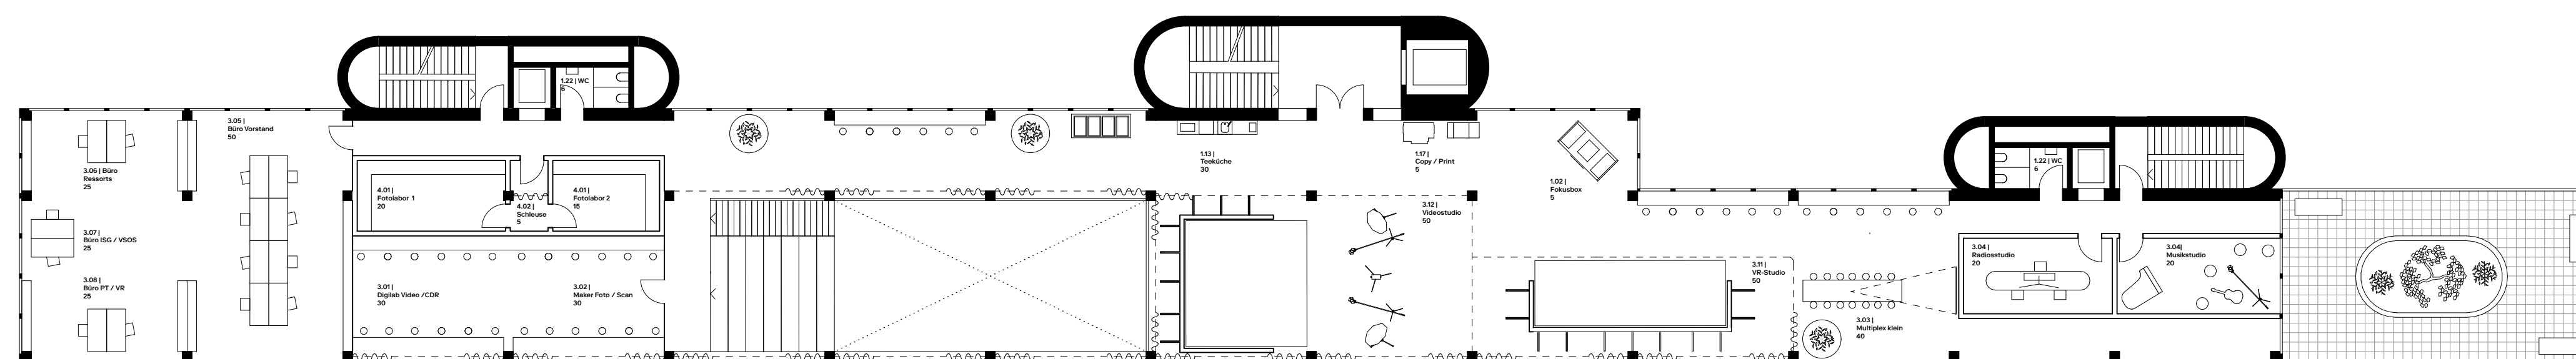 3.05 |
Büro Vorstand
50
3.06 | Büro
Ressorts
25
3.07 |
Büro ISG / VSOS
25
3.08 |
Büro PT / VR
25
1.22 | WC
6
4.01 |
Fotolabor 1
20
4.02 |
Schleuse
5
4.01 |
Fotolabor 2
15
3.01 |
Digilab Video /CDR
30
3.02 |
Maker Foto / Scan
30
1.13 |
Teeküche
30
1.17 |
Copy / Print
5
1.02 |
Fokusbox
5
3.12 |
Videostudio
50
3.11 |
VR-Studio
50
3.03 |
Multiplex klein
40
1.22 | WC
6
3.04 |
Radiosstudio
20
3.04|
Musikstudio
20